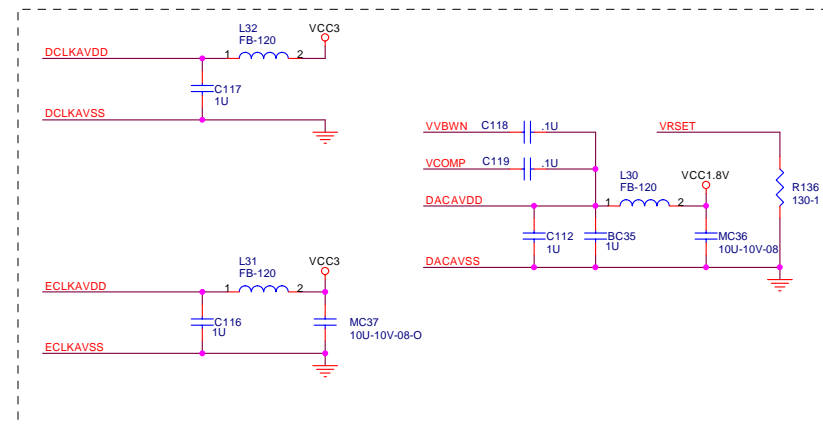 L32
FB-120
VCC3
DCLKAVDD
1
2
C117
1U
DCLKAVSS
VVBWN
C118
.1U
VRSET
VCOMP
C119
.1U
L30
FB-120
VCC1.8V
R136
130-1
DACAVDD
1
2
C112
1U
BC35
1U
MC36
10U-10V-08
DACAVSS
L31
FB-120
VCC3
ECLKAVDD
1
2
C116
1U
MC37
10U-10V-08-O
ECLKAVSS